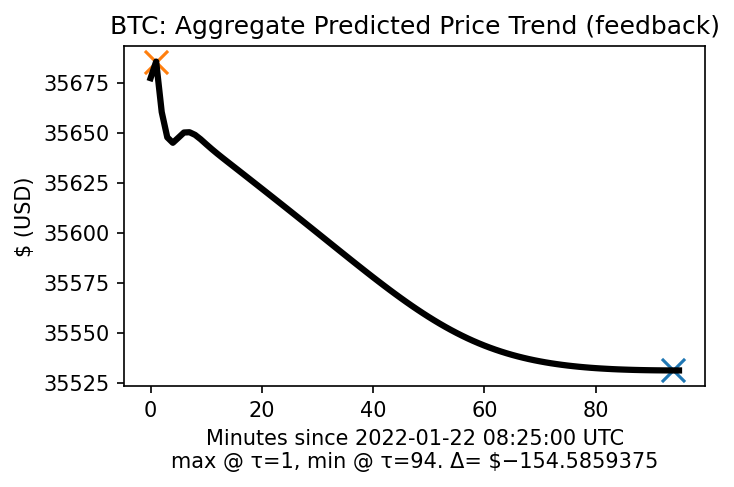 BTC: Aggregate Predicted Price Trend (feedback)
$ (USD)
35675
35650
35625
35600
35575
35550
35525
0 20 40 60 80
Minutes since 2022-01-22 08:25:00 UTC
max @ τ=1, min @ τ=94. Δ= $−154.5859375